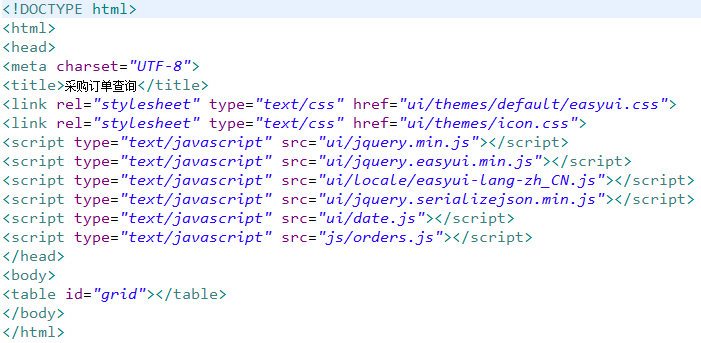 <!DOCTYPE html>
<html>
<head>
<meta charset="UTF-8">
<title>采购订单查询</title>
<link rel="stylesheet" type="text/css" href="ui/themes/default/easyui.css">
<link rel="stylesheet" type="text/css" href="ui/themes/icon.css">
<script type="text/javascript" src="ui/jquery.min.js"></script>
<script type="text/javascript" src="ui/jquery.easyui.min.js"></script>
<script type="text/javascript" src="ui/locale/easyui-lang-zh_CN.js"></script>
<script type="text/javascript" src="ui/jquery.serializejson.min.js"></script>
<script type="text/javascript" src="ui/date.js"></script>
<script type="text/javascript" src="js/orders.js"></script>
</head>
<body>
<table id="grid"></table>
</body>
</html>